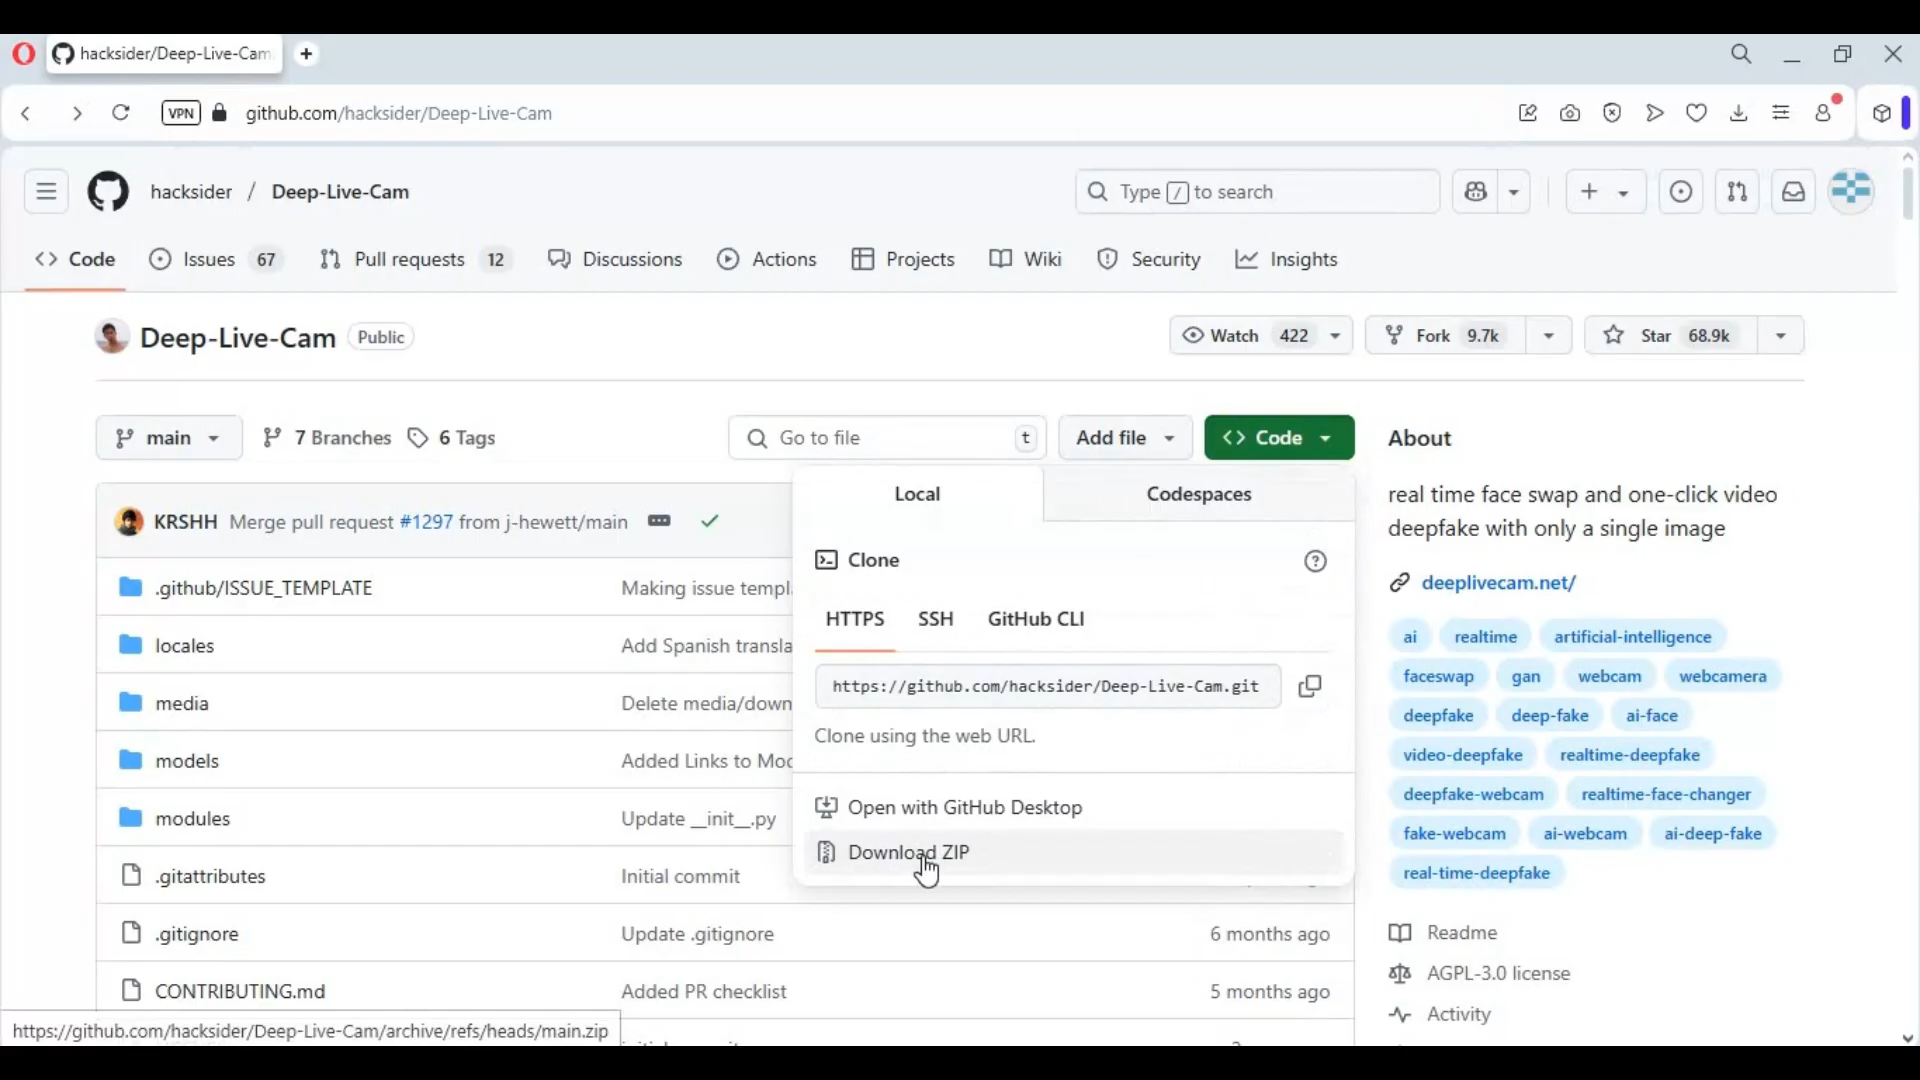 hacksider/Deep-Live-Cam
VPN github.com/hacksider/Deep-Live-Cam
hacksider / Deep-Live-Cam
Type / to search
Code Issues 67 Pull requests 12 Discussions Actions Projects Wiki Security Insights
Deep-Live-Cam Public
Watch 422 Fork 9.7k Star 68.9k
main 7 Branches 6 Tags Go to file t Add file Code
KRSHH Merge pull request #1297 from j-hewett/main
.github/ISSUE_TEMPLATE Making issue templ
locales Add Spanish transla
media Delete media/down
models Added Links to Moc
modules Update __init__.py
.gitattributes Initial commit
.gitignore Update .gitignore 6 months ago
CONTRIBUTING.md Added PR checklist 5 months ago
Local Codespaces
Clone
HTTPS SSH GitHub CLI
https://github.com/hacksider/Deep-Live-Cam.git
Clone using the web URL.
Open with GitHub Desktop
Download ZIP
About
real time face swap and one-click video
deepfake with only a single image
deeplivecam.net/
ai realtime artificial-intelligence
faceswap gan webcam webcamera
deepfake deep-fake ai-face
video-deepfake realtime-deepfake
deepfake-webcam realtime-face-changer
fake-webcam ai-webcam ai-deep-fake
real-time-deepfake
Readme
AGPL-3.0 license
Activity
https://github.com/hacksider/Deep-Live-Cam/archive/refs/heads/main.zip